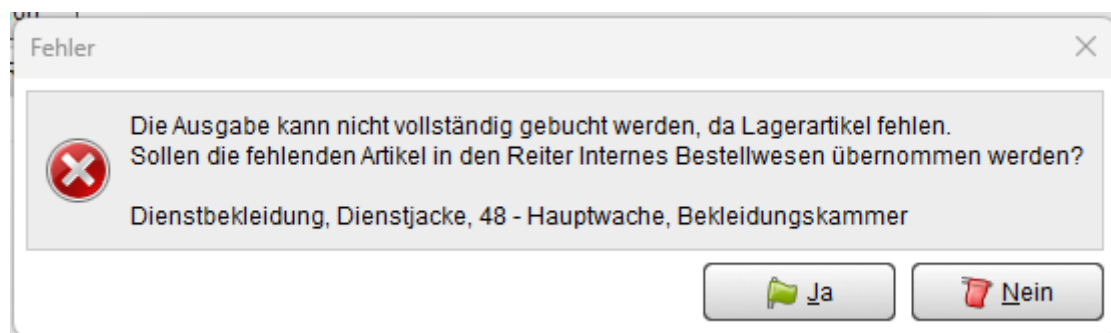 Fehler
Die Ausgabe kann nicht vollständig gebucht werden, da Lagerartikel fehlen.
Sollen die fehlenden Artikel in den Reiter Internes Bestellwesen übernommen werden?
Dienstbekleidung, Dienstjacke, 48 - Hauptwache, Bekleidungskammer
Ja
Nein